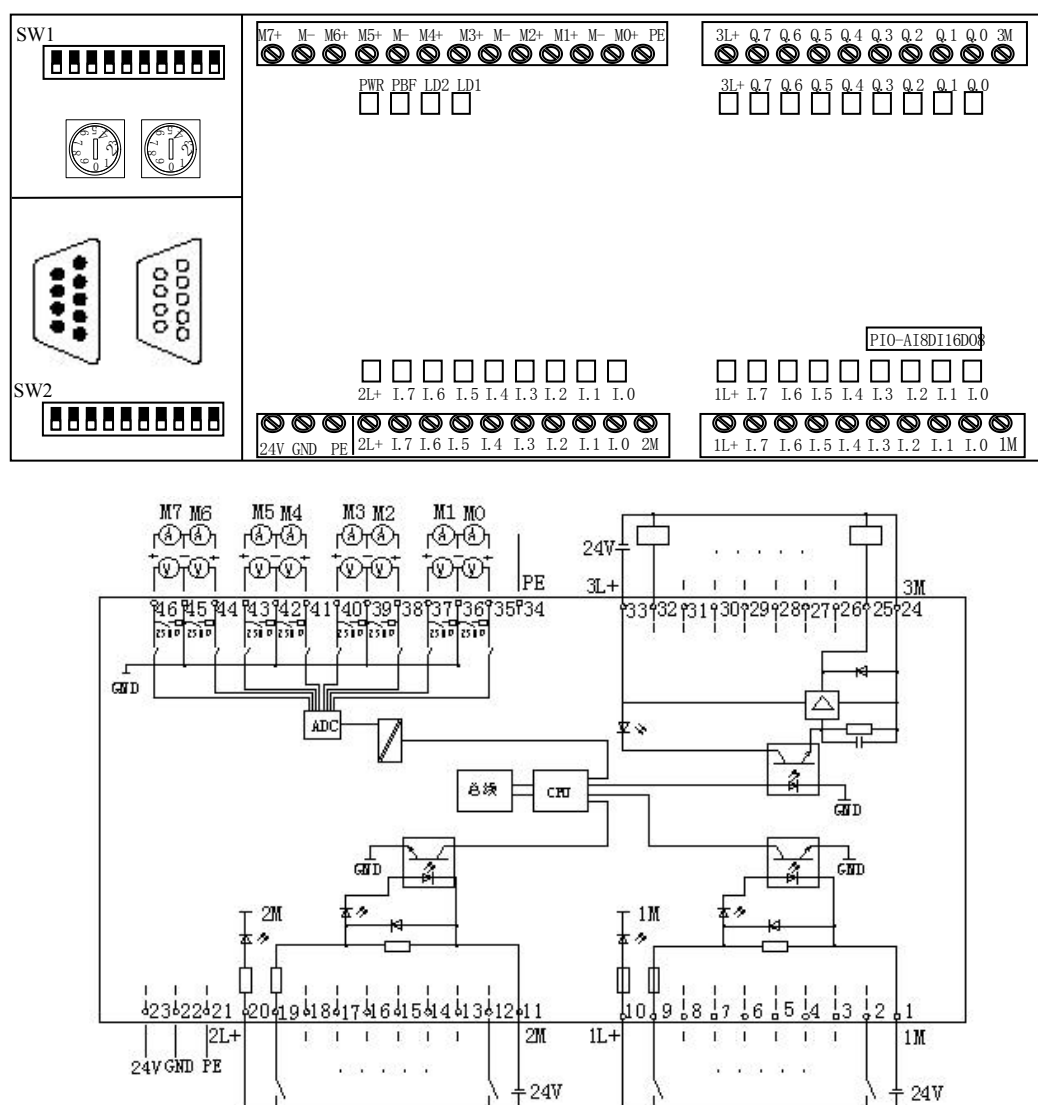 SW1
M7+ M- M6+ M5+ M- M4+ M3+ M- M2+ M1+ M- M0+ PE
3L+ Q.7 Q.6 Q.5 Q.4 Q.3 Q.2 Q.1 Q.0 3M
PWR PBF LD2 LD1
3L+ Q.7 Q.6 Q.5 Q.4 Q.3 Q.2 Q.1 Q.0
PIO-AI8DI16DO8
SW2
2L+ I.7 I.6 I.5 I.4 I.3 I.2 I.1 I.0
1L+ I.7 I.6 I.5 I.4 I.3 I.2 I.1 I.0
24V GND PE 2L+ I.7 I.6 I.5 I.4 I.3 I.2 I.1 I.0 2M
1L+ I.7 I.6 I.5 I.4 I.3 I.2 I.1 I.0 1M
M7 M6 M5 M4 M3 M2 M1 M0
A A A A A A A A
24V
V V V V V V V V
PE 3L+ 3M
46 45 44 43 42 41 40 39 38 37 36 35 34
33 32 31 30 29 28 27 26 25 24
GND
ADC
总线 CPU
GND
GND GND
2M 1M
23 22 21 20 19 18 17 16 15 14 13 12 11
10 9 8 7 6 5 4 3 2 1
2L+ 2M 1L+ 1M
24V GND PE
24V 24V